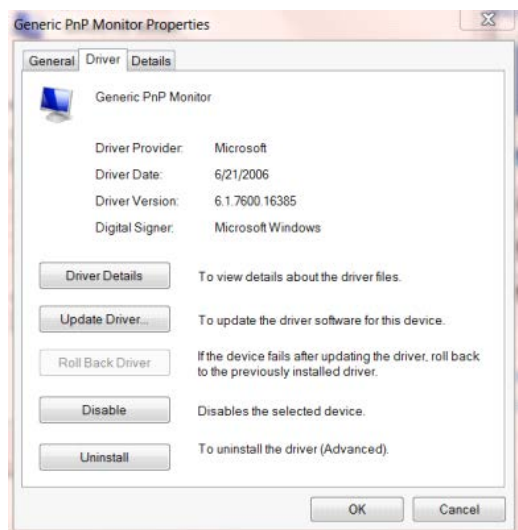 Generic PnP Monitor Properties
General Driver Details
Generic PnP Monitor
Driver Provider: Microsoft
Driver Date: 6/21/2006
Driver Version: 6.1.7600.16385
Digital Signer: Microsoft Windows
Driver Details To view details about the driver files.
Update Driver... To update the driver software for this device.
Roll Back Driver If the device fails after updating the driver, roll back
to the previously installed driver.
Disable Disables the selected device.
Uninstall To uninstall the driver (Advanced).
OK Cancel